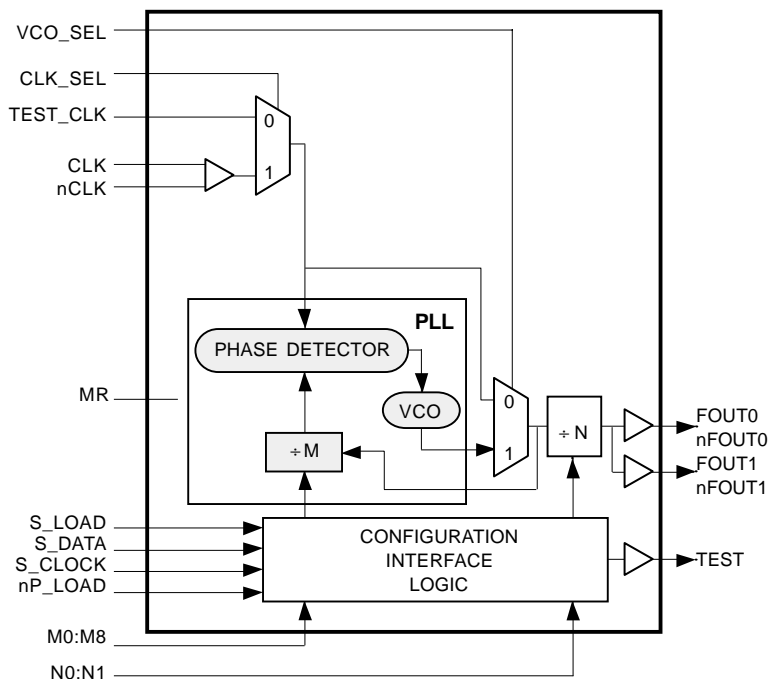 VCO_SEL
CLK_SEL
TEST_CLK
0
CLK
1
nCLK
PLL
PHASE DETECTOR
MR
VCO
0
1
÷ N
÷ M
FOUT0
nFOUT0
FOUT1
nFOUT1
S_LOAD
S_DATA
S_CLOCK
nP_LOAD
CONFIGURATION
INTERFACE
LOGIC
TEST
M0:M8
N0:N1